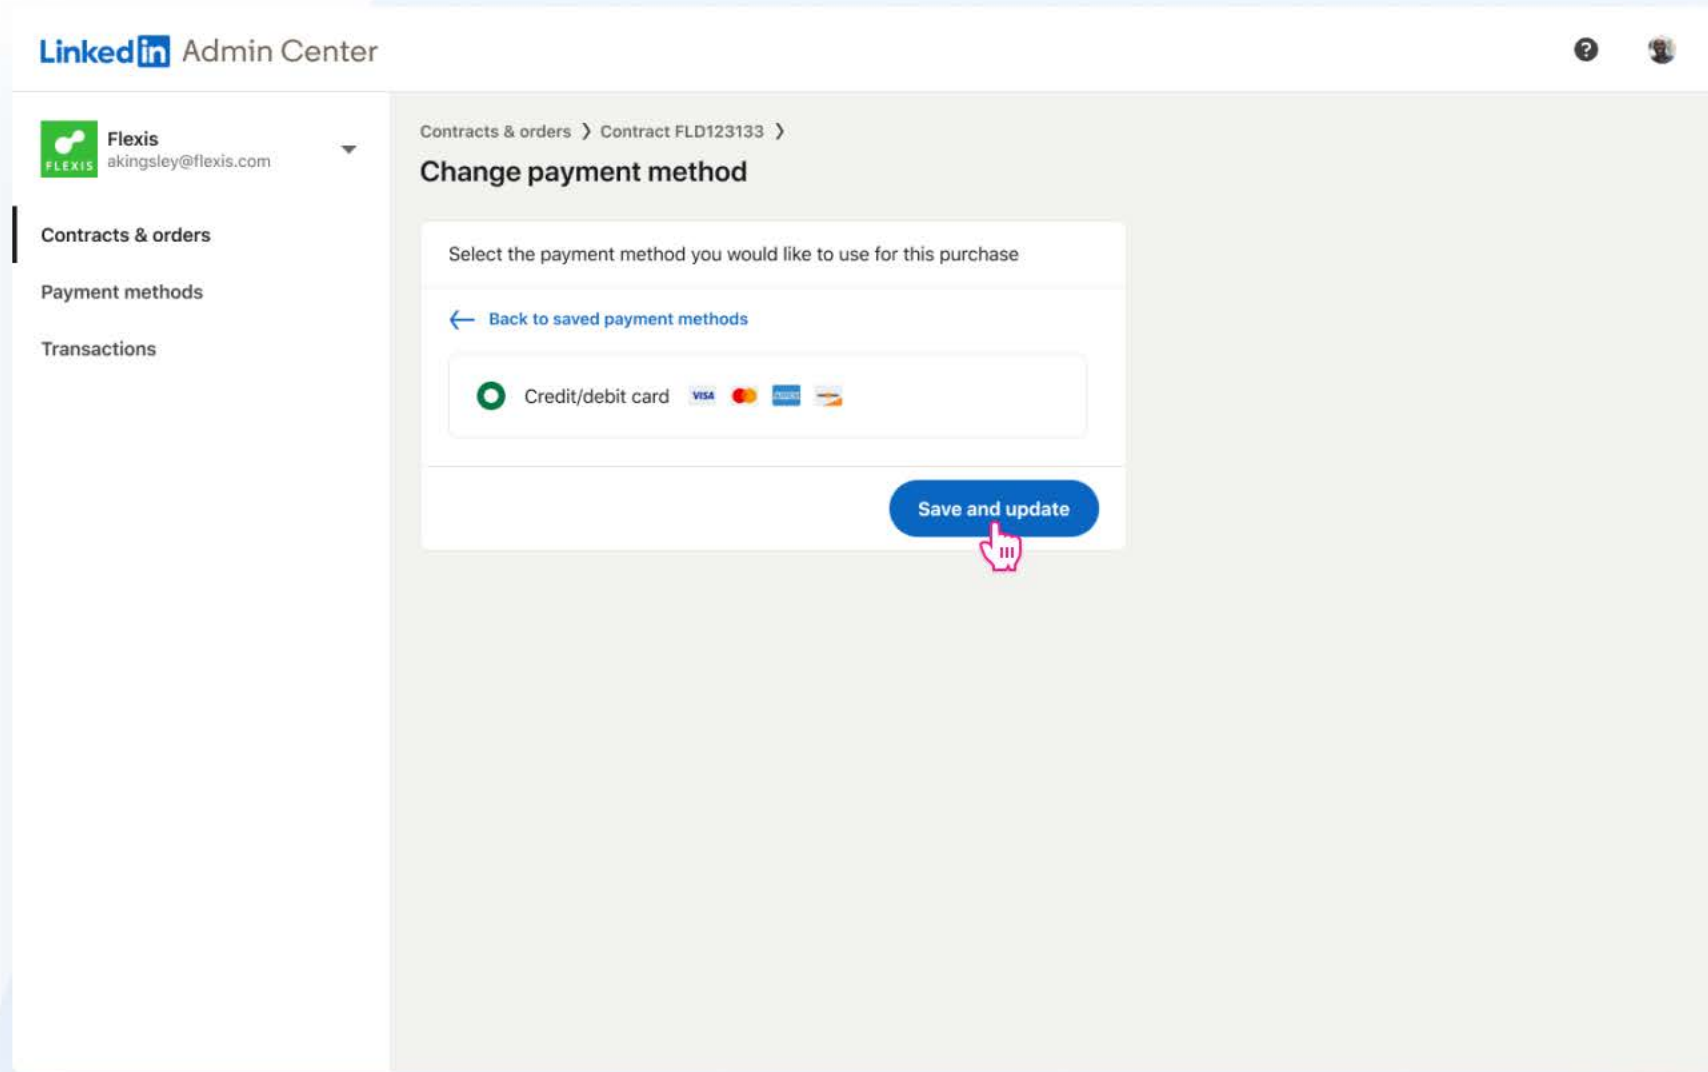 Linkedin Admin Center
Flexis
akingsley@flexis.com
FLEXIS
Contracts & orders
Payment methods
Transactions
Contracts & orders ❯ Contract FLD123133 ❯
Change payment method
Select the payment method you would like to use for this purchase
← Back to saved payment methods
Credit/debit card VISA
Save and update